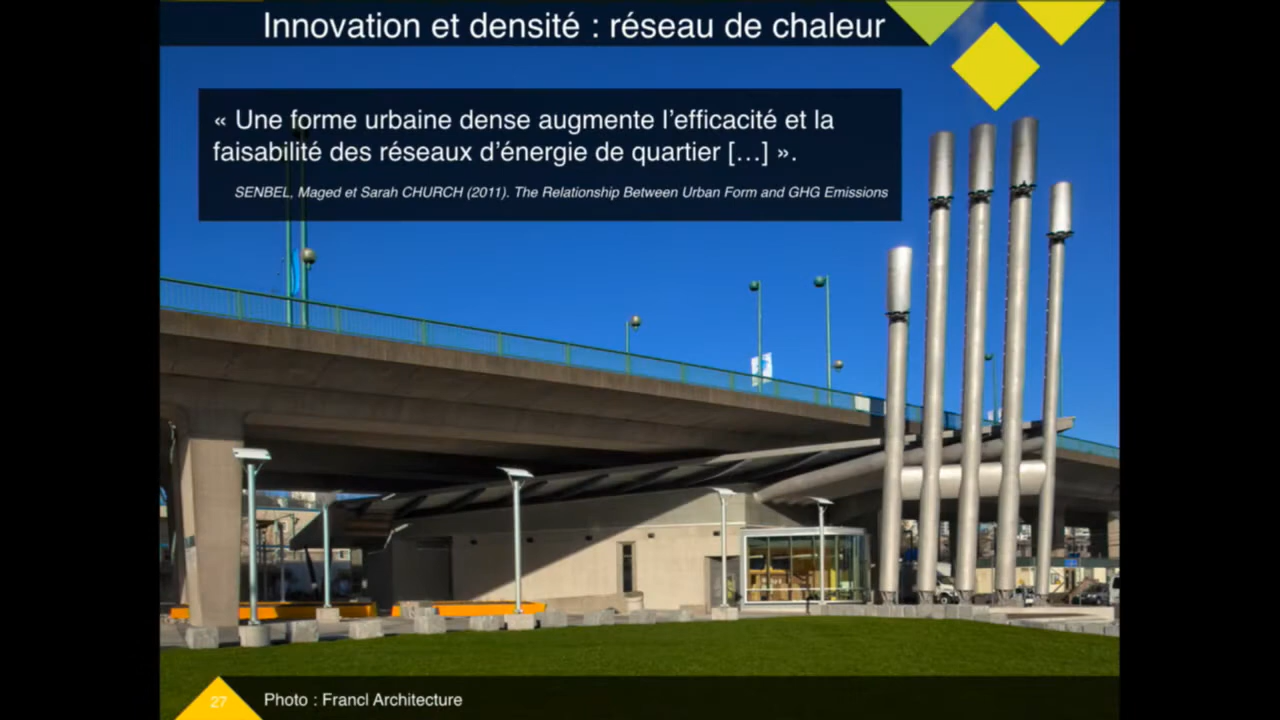 Innovation et densité : réseau de chaleur
« Une forme urbaine dense augmente l'efficacité et la
faisabilité des réseaux d'énergie de quartier […] ».
SENBEL, Maged et Sarah CHURCH (2011). The Relationship Between Urban Form and GHG Emissions
27
Photo : Francl Architecture